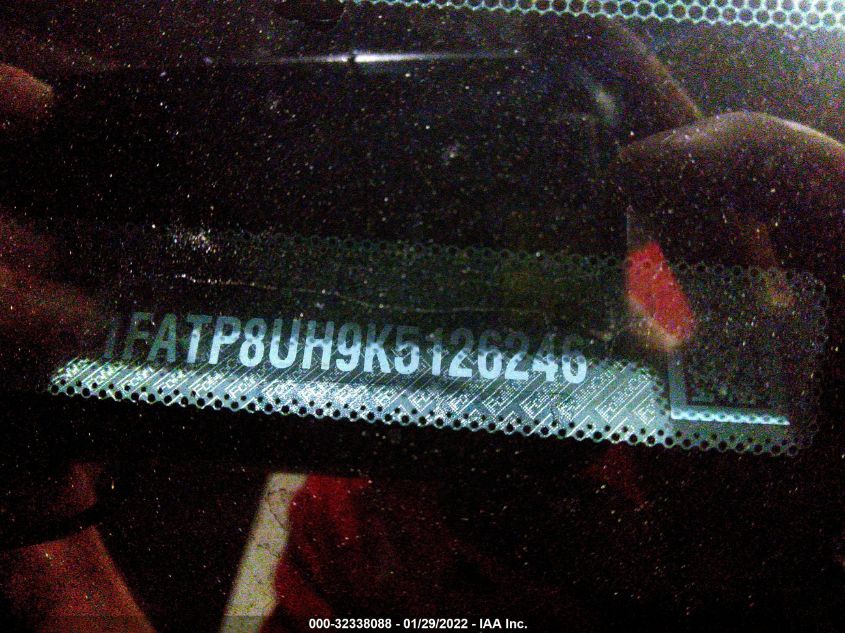 1FATP8UH9K5126246
000-32338088 - 01/29/2022 - IAA Inc.